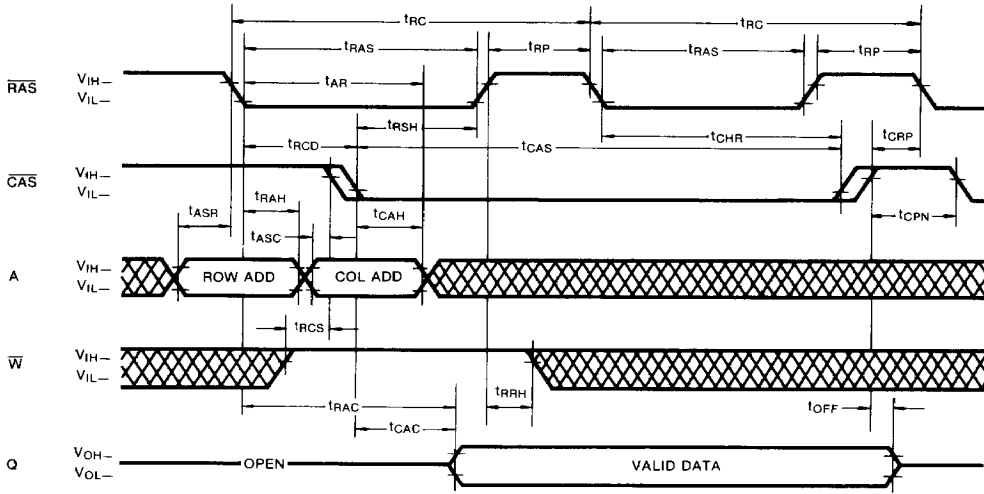 tRC tRC
tRAS tRP tRAS tRP
tAR
RAS VIH— VIL—
tRSH tCHR tCRP
tRCD tCAS
CAS VIH— VIL—
tRAH tCAH tCPN
tASR tASC
A VIH— VIL— ROW ADD COL ADD
tRCS
W VIH— VIL—
tRAC tRRH tOFF
tCAC
Q VOH— VOL— OPEN VALID DATA